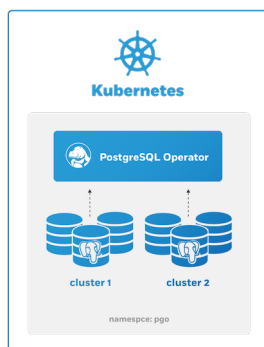 Kubernetes
PostgreSQL Operator
cluster 1
cluster 2
namespce: pgo